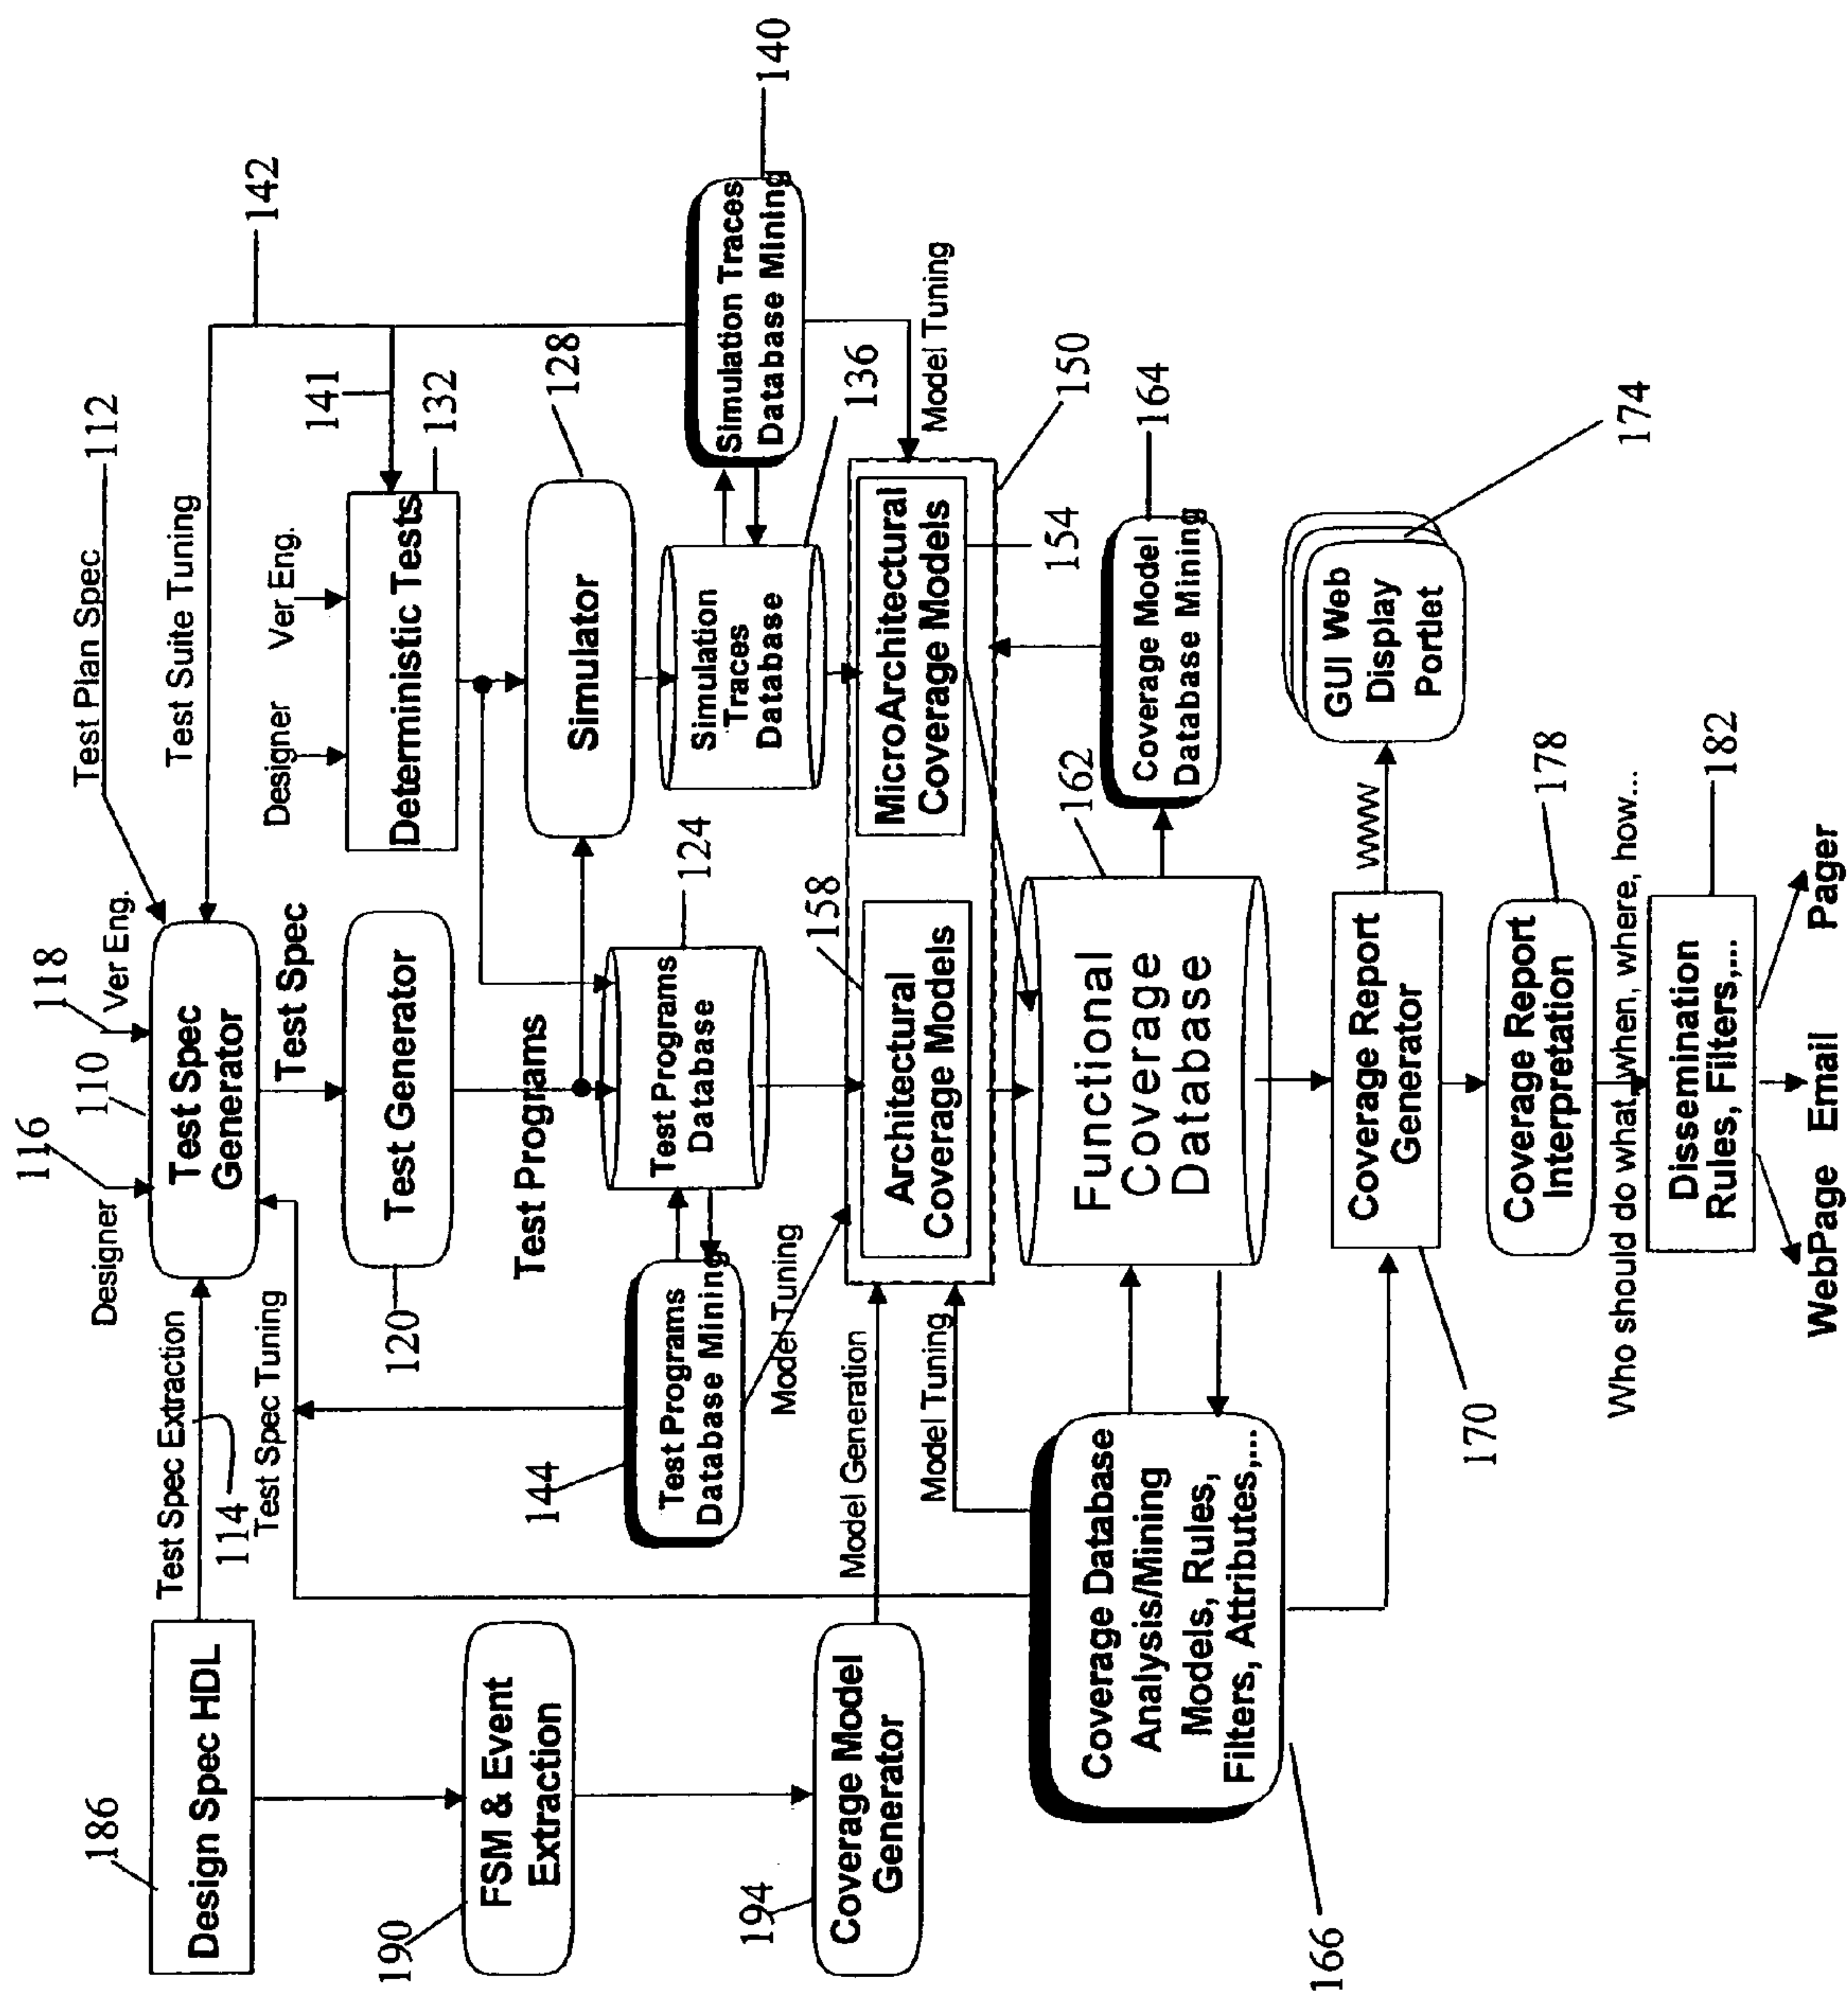 186
Design Spec HDL
Test Spec Extraction
114
Test Spec Tuning
Designer
116
110
118
Ver Eng.
Test Plan Spec
112
Test Suite Tuning
142
Test Spec
Generator
Test Spec
120
Test Generator
Designer
Ver Eng.
141
132
Deterministic Tests
190
FSM & Event
Extraction
Test Programs
128
Simulator
144
Test Programs
Database Mining
124
Test Programs
Database
Simulation
Traces
Database
136
140
Simulation Traces
Database Mining
194
Coverage Model
Generator
Model Generation
Model Tuning
158
Architectural
Coverage Models
MicroArchitectural
Coverage Models
Model Tuning
150
154
Model Tuning
166
Coverage Database
Analysis/Mining
Models, Rules,
Filters, Attributes,...
162
Functional
Coverage
Database
164
Coverage Model
Database Mining
170
Coverage Report
Generator
www
GUI Web
Display
Portlet
174
178
Coverage Report
Interpretation
Who should do what, when, where, how...
182
Dissemination
Rules, Filters,...
WebPage
Email
Pager